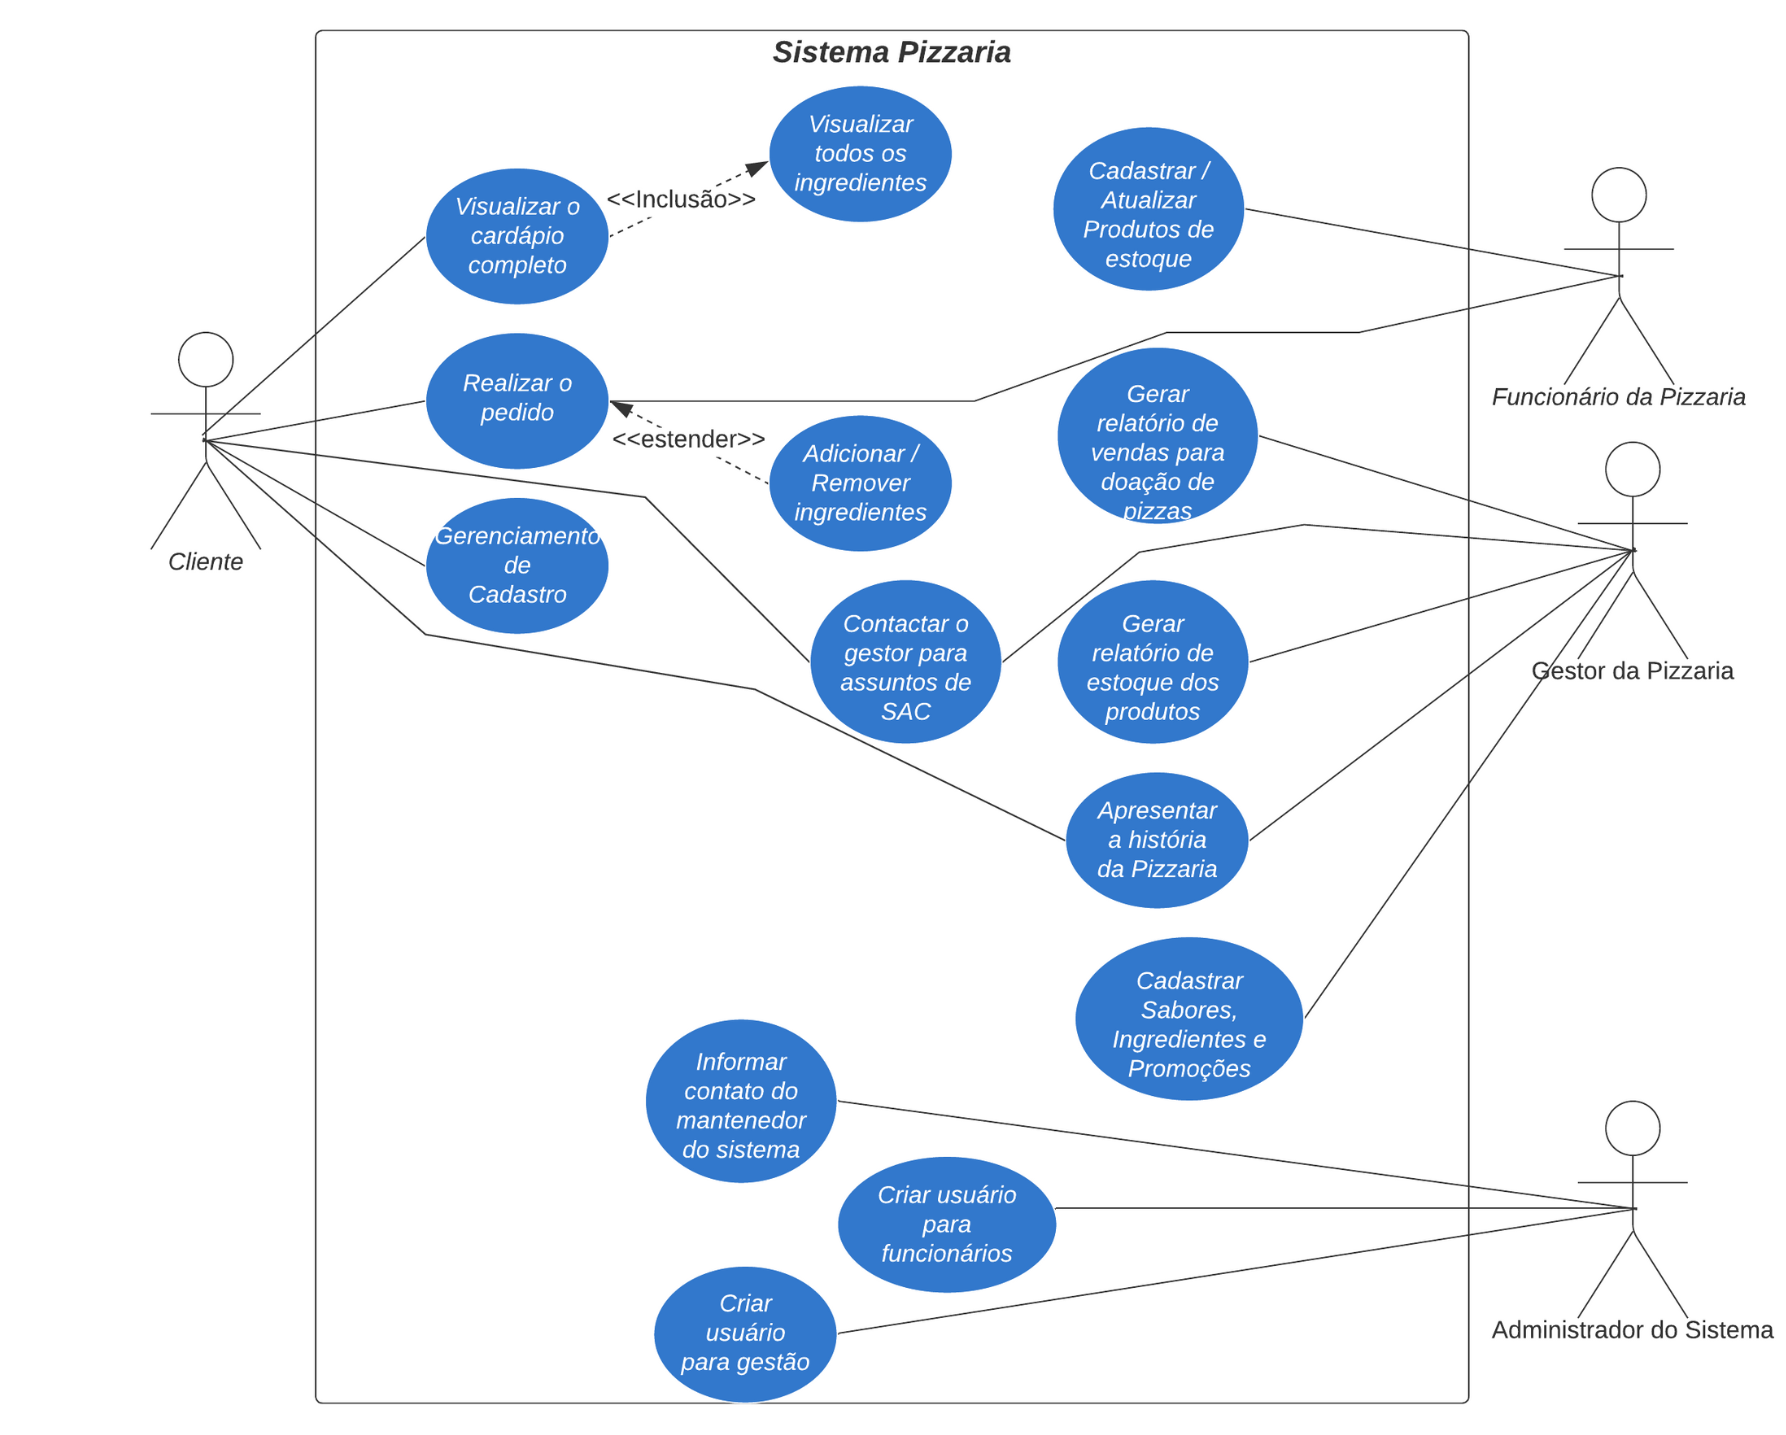 Sistema Pizzaria
Visualizar
todos os
ingredientes
Visualizar o
cardápio
completo
<<Inclusão>>
Cadastrar /
Atualizar
Produtos de
estoque
Funcionário da Pizzaria
Realizar o
pedido
<<estender>>
Adicionar /
Remover
ingredientes
Gerar
relatório de
vendas para
doação de
pizzas
Cliente
Gerenciamento
de
Cadastro
Contactar o
gestor para
assuntos de
SAC
Gerar
relatório de
estoque dos
produtos
Gestor da Pizzaria
Apresentar
a história
da Pizzaria
Cadastrar
Sabores,
Ingredientes e
Promoções
Informar
contato do
mantenedor
do sistema
Criar usuário
para
funcionários
Criar
usuário
para gestão
Administrador do Sistema